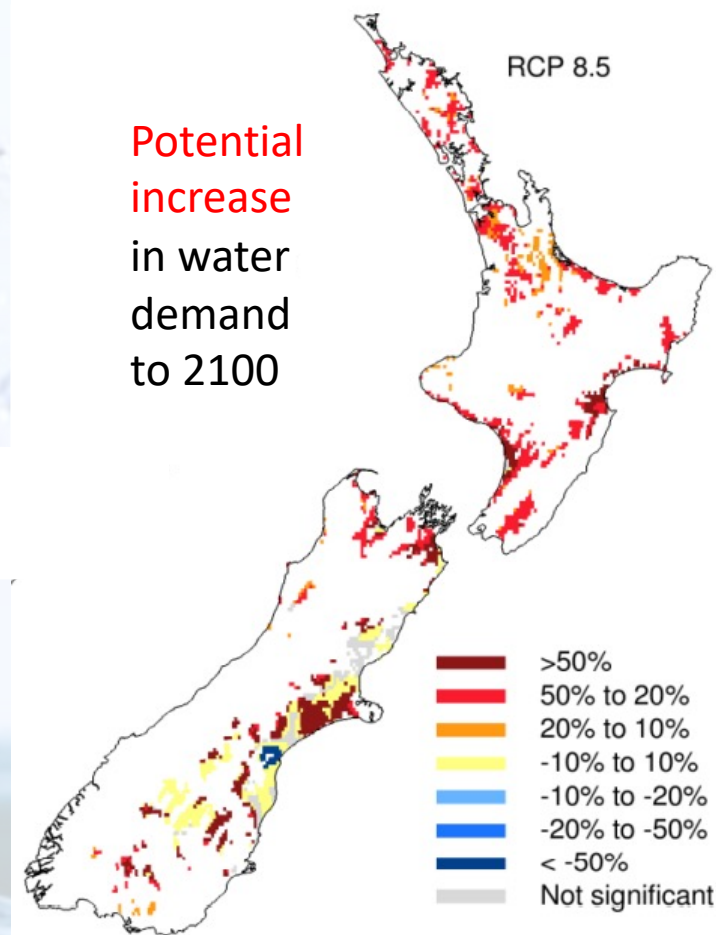 RCP 8.5
Potential
increase
in water
demand
to 2100
>50%
50% to 20%
20% to 10%
-10% to 10%
-10% to -20%
-20% to -50%
< -50%
Not significant